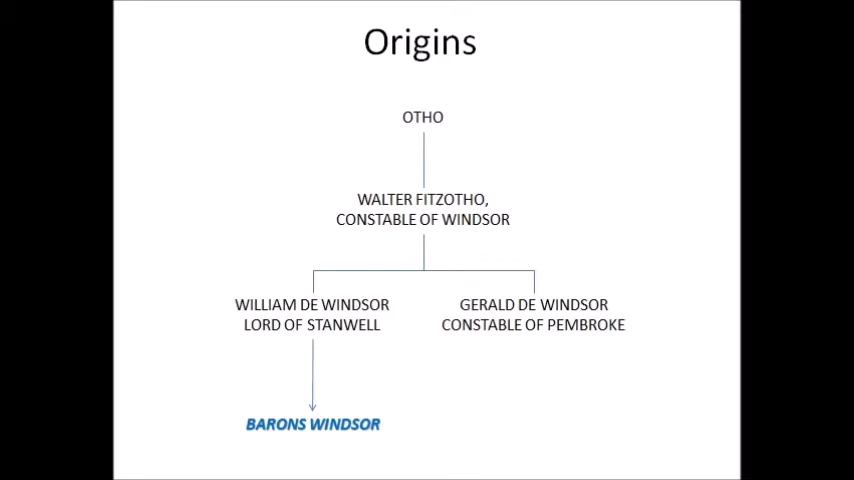 Origins
OTHO
WALTER FITZOTHO,
CONSTABLE OF WINDSOR
WILLIAM DE WINDSOR
LORD OF STANWELL
GERALD DE WINDSOR
CONSTABLE OF PEMBROKE
BARONS WINDSOR